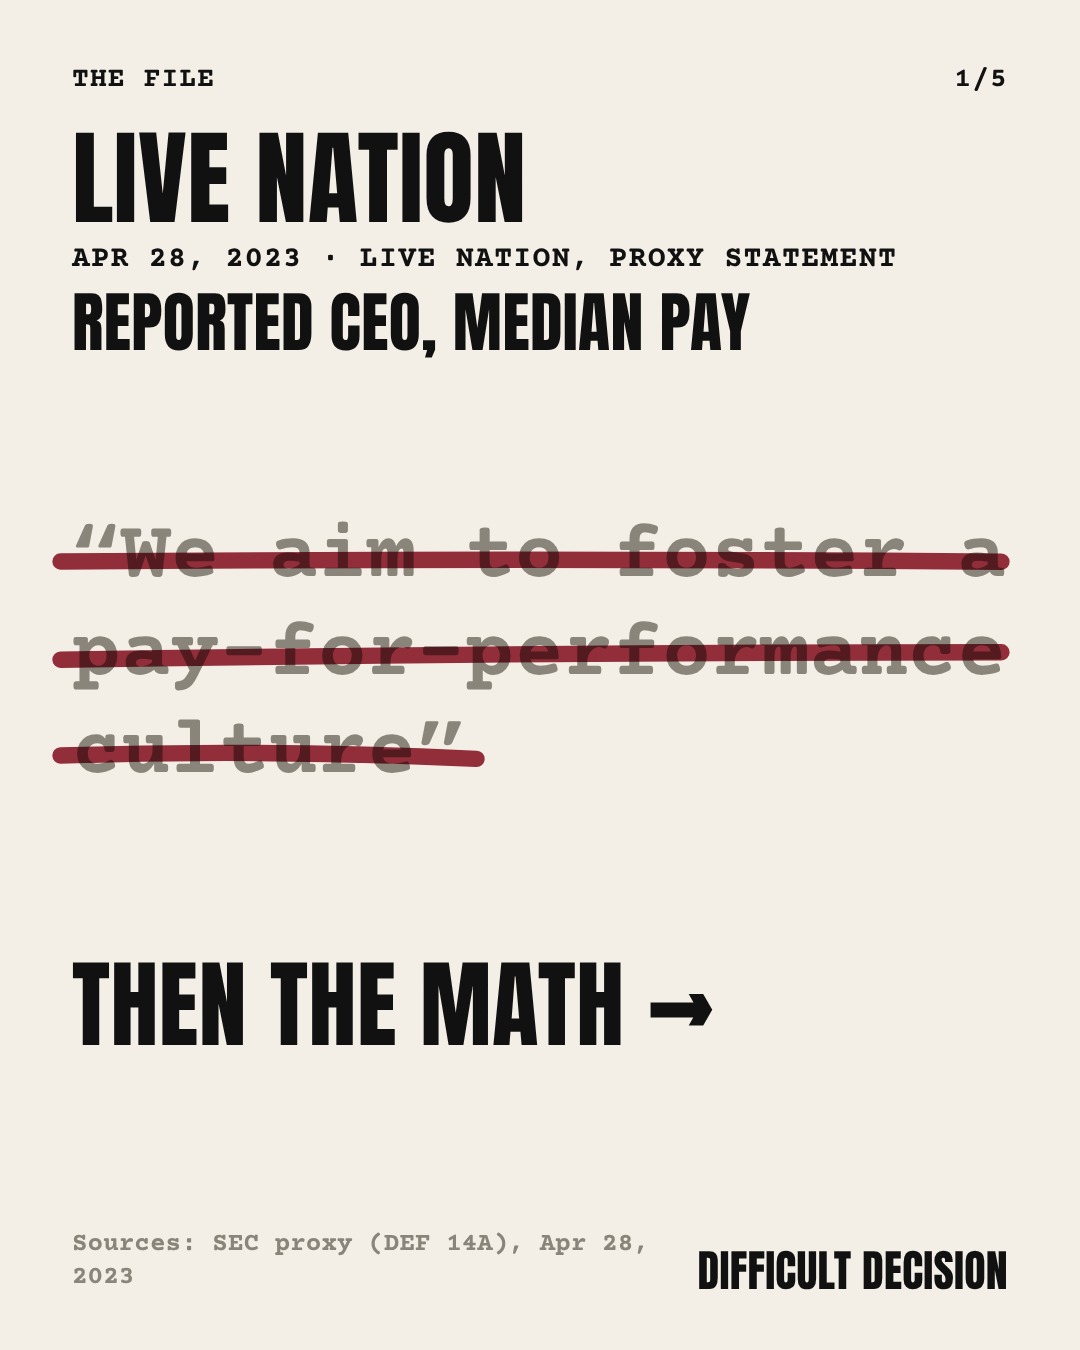 THE FILE
1/5
LIVE NATION
APR 28, 2023 · LIVE NATION, PROXY STATEMENT
REPORTED CEO, MEDIAN PAY
“We aim to foster a
pay-for-performance
culture”
THEN THE MATH →
Sources: SEC proxy (DEF 14A), Apr 28,
2023
DIFFICULT DECISION